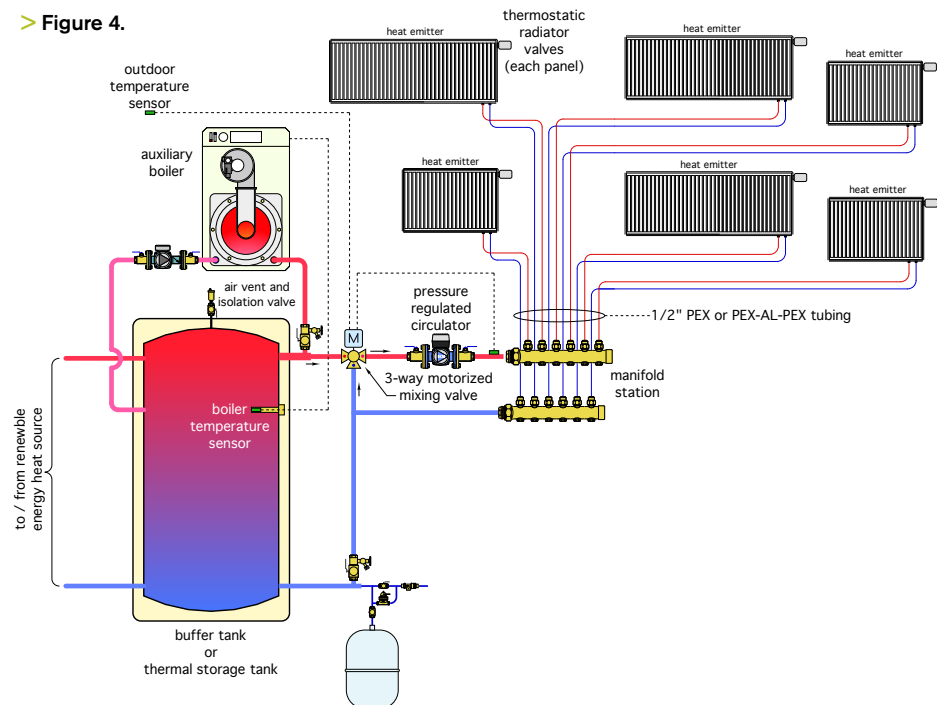 > Figure 4.
thermostatic
radiator
valves
(each panel)
heat emitter
heat emitter
heat emitter
outdoor
temperature
sensor
auxiliary
boiler
heat emitter
heat emitter
heat emitter
air vent and
isolation valve
pressure
regulated
circulator
1/2" PEX or PEX-AL-PEX tubing
M
3-way motorized
mixing valve
manifold
station
boiler
temperature
sensor
to / from renewble
energy heat source
buffer tank
or
thermal storage tank